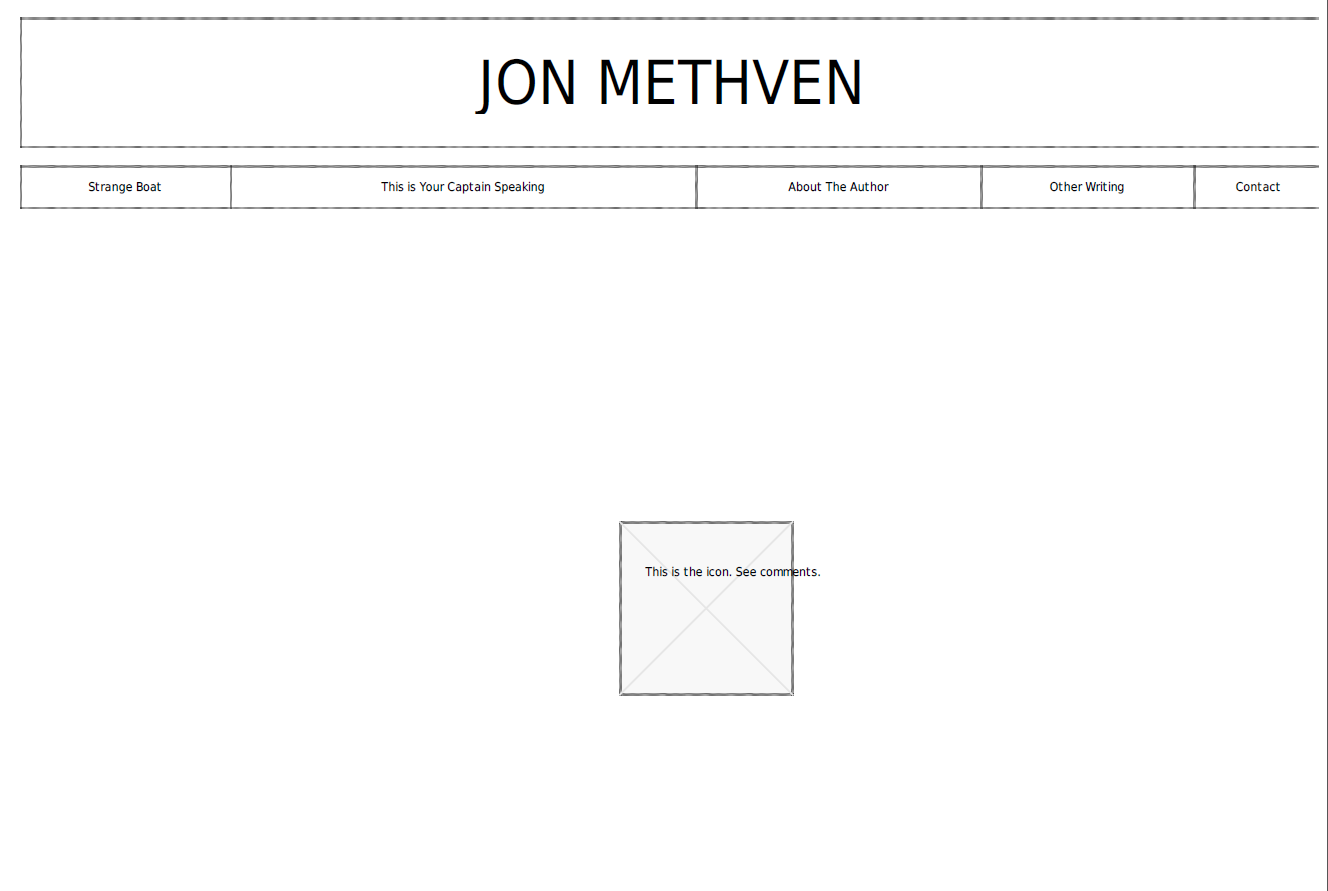 JON METHVEN
Strange Boat
This is Your Captain Speaking
About The Author
Other Writing
Contact
This is the icon. See comments.